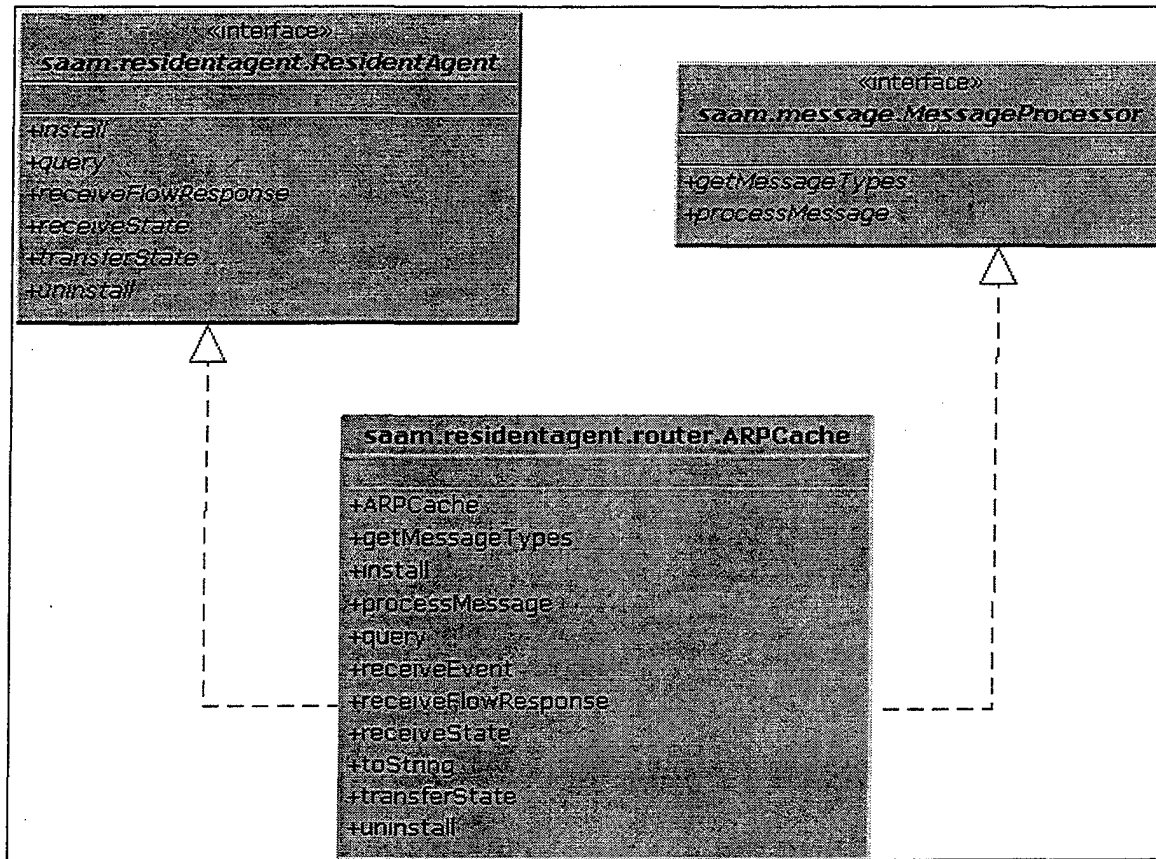 «interface»
saam.residentagent.ResidentAgent
+install
+query
+receiveFlowResponse
+receiveState
+transferState
+uninstall
«interface»
saam.message.MessageProcessor
+getMessageTypes
+processMessage
saam.residentagent.router.ARPCache
+ARPCache
+getMessageTypes
+install
+processMessage
+query
+receiveEvent
+receiveFlowResponse
+receiveState
+toString
+transferState
+uninstall